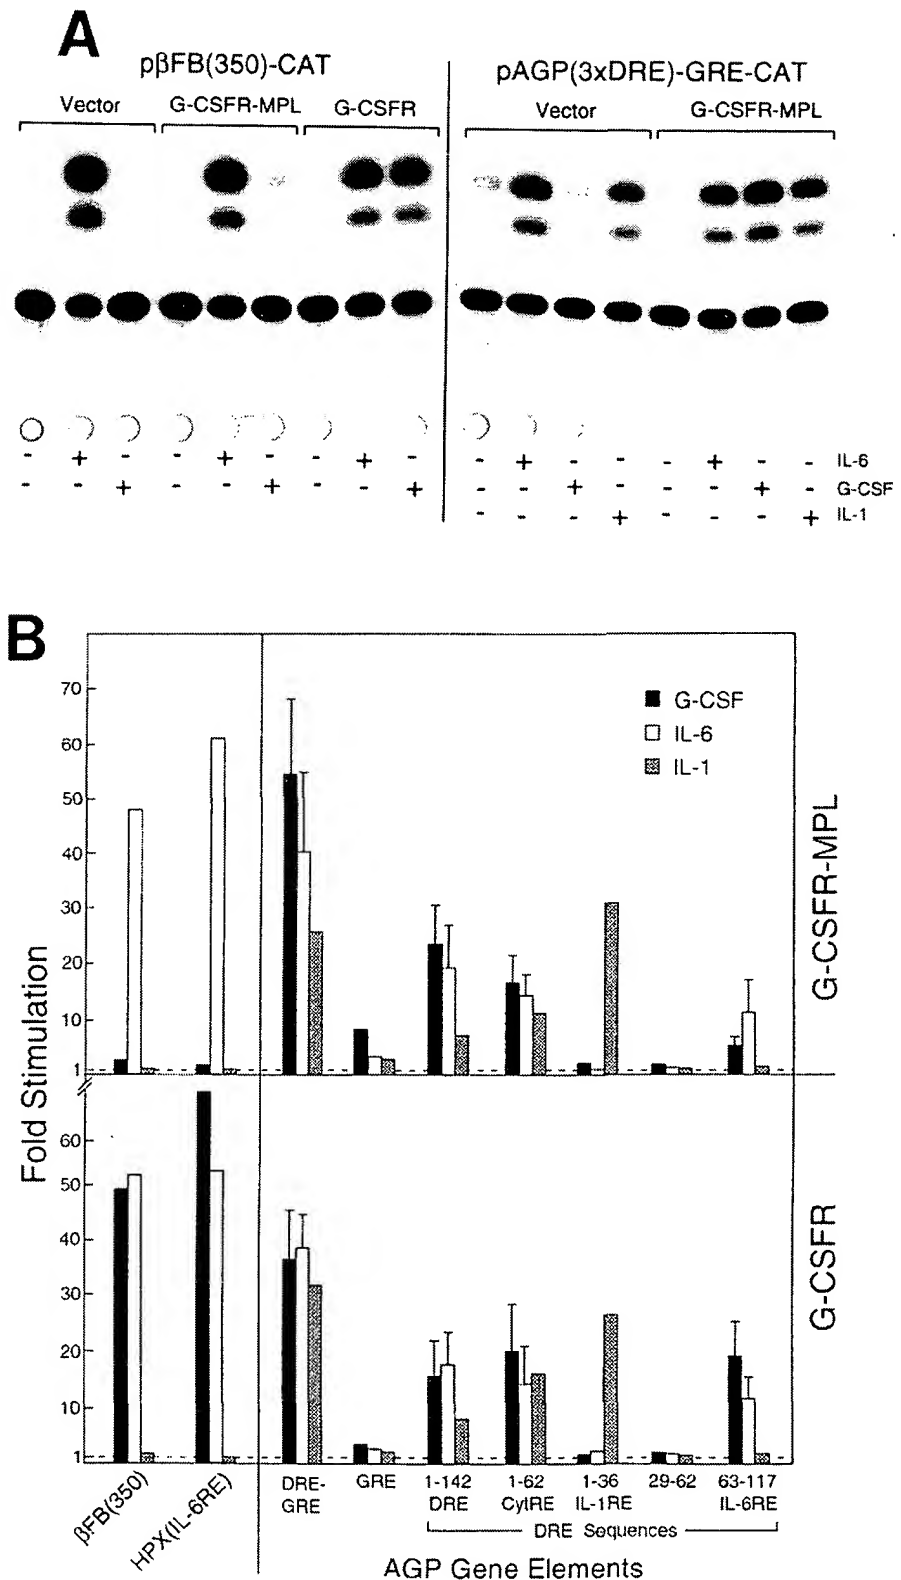 A
pβFB(350)-CAT
pAGP(3xDRE)-GRE-CAT
Vector G-CSFR-MPL G-CSFR
Vector G-CSFR-MPL
- + - - + - - + - - + - - - + - - IL-6
- - + - - + - - + - - + - - - + - G-CSF
- - - + - - - + IL-1
B
Fold Stimulation
70
60
50
40
30
20
10
1
G-CSF
IL-6
IL-1
G-CSFR-MPL
60
50
40
30
20
10
1
G-CSFR
βFB(350)
HPX(IL-6RE)
DRE-
GRE
GRE
1-142
DRE
1-62
CytRE
1-36
IL-1RE
29-62
63-117
IL-6RE
DRE Sequences
AGP Gene Elements